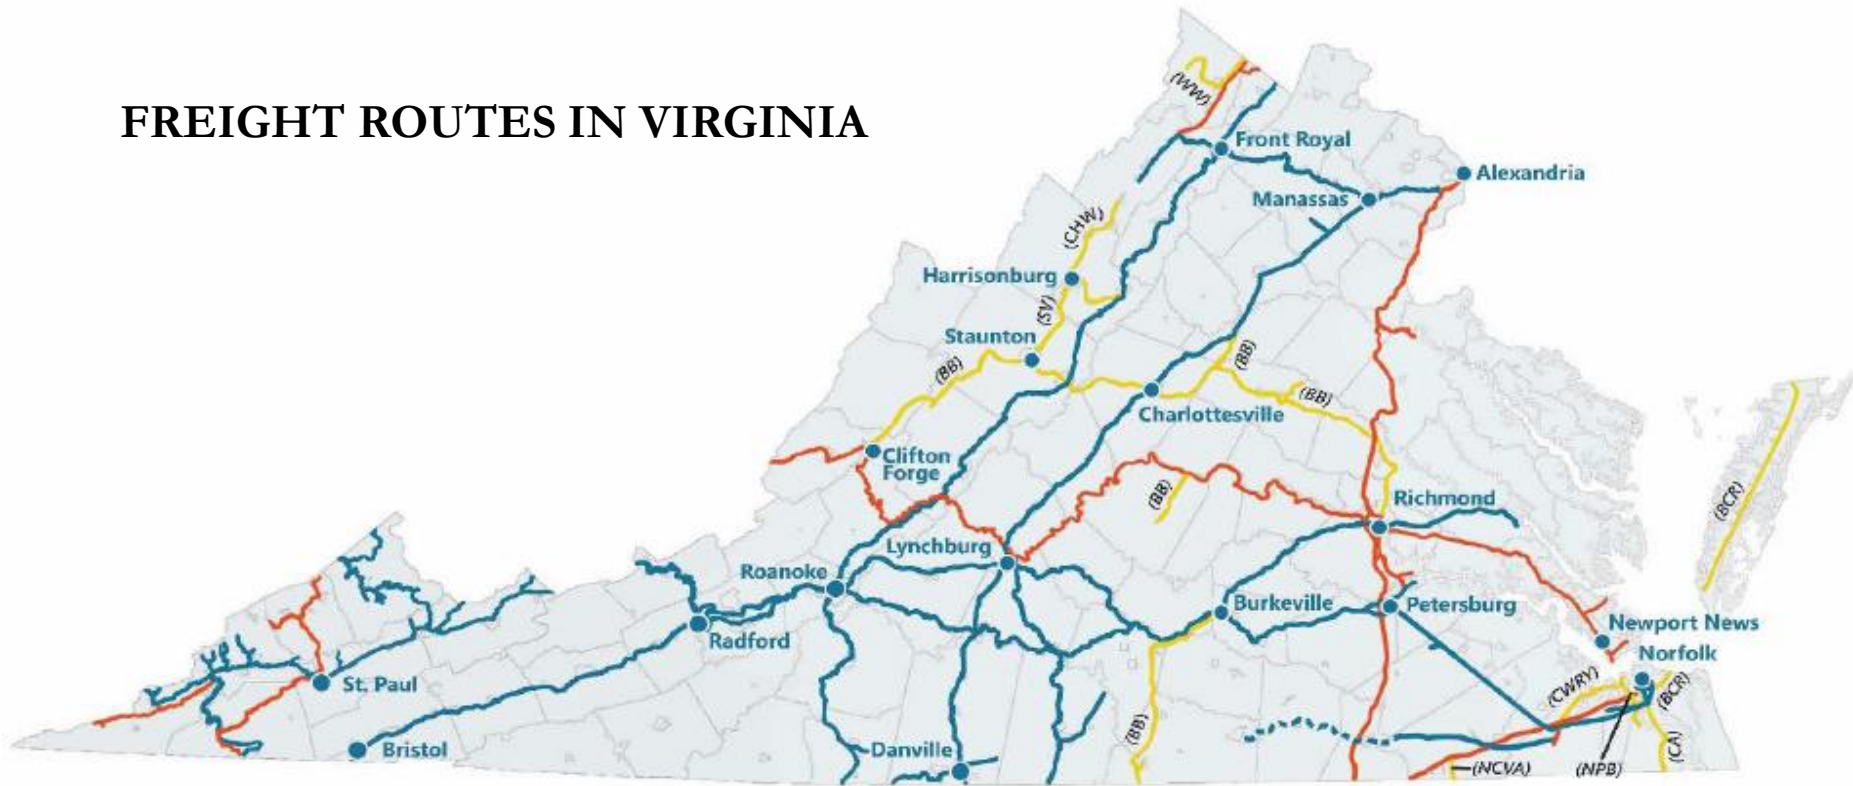 FREIGHT ROUTES IN VIRGINIA
(WW)
Front Royal
Alexandria
Manassas
(CHW)
Harrisonburg
(SV)
Staunton
(BB)
(BB)
(BB)
Charlottesville
Clifton
Forge
(BB)
Richmond
(BCR)
Lynchburg
Roanoke
Burkeville
Petersburg
Newport News
Radford
Norfolk
St. Paul
(CWRY)
(BCR)
(BB)
Bristol
Danville
(CA)
(NCVA)
(NPB)